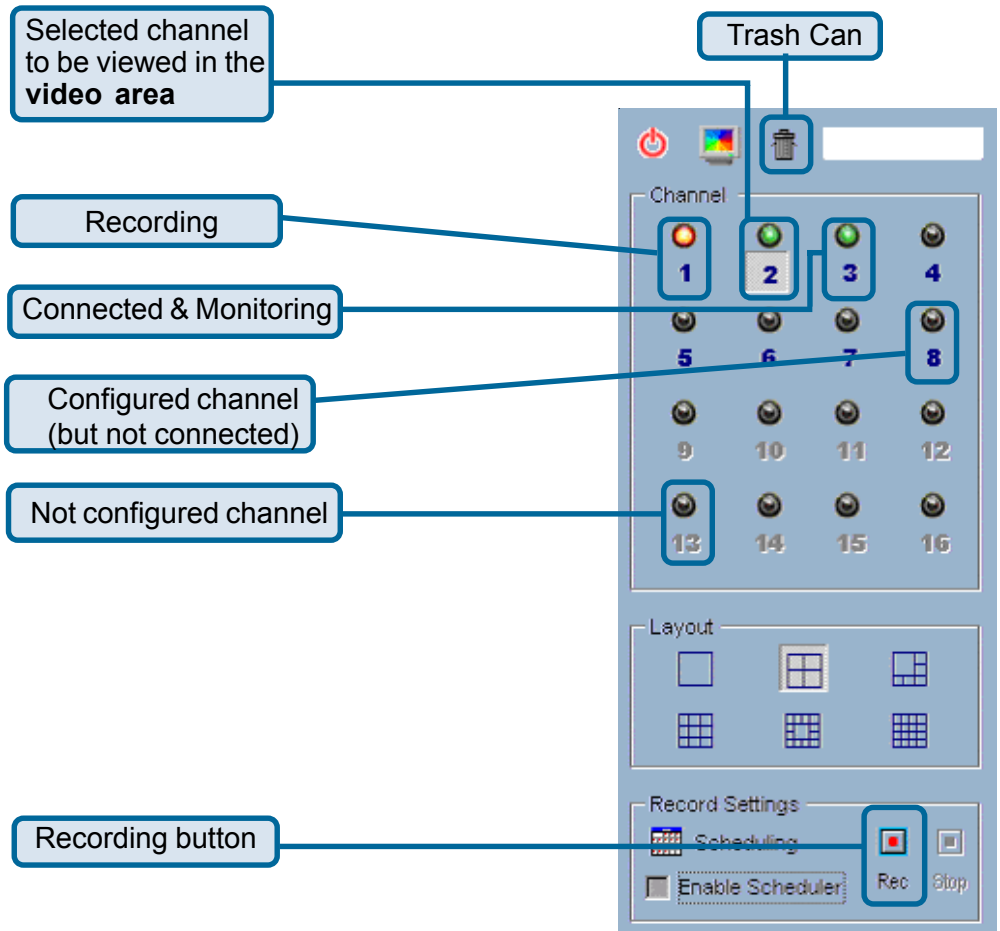 Selected channel
to be viewed in the
video area
Trash Can
Channel
Recording
1 2 3 4
Connected & Monitoring
5 6 7 8
Configured channel
(but not connected)
9 10 11 12
Not configured channel
13 14 15 16
Layout
Record Settings
Recording button
Scheduling
Enable Scheduler
Rec Stop